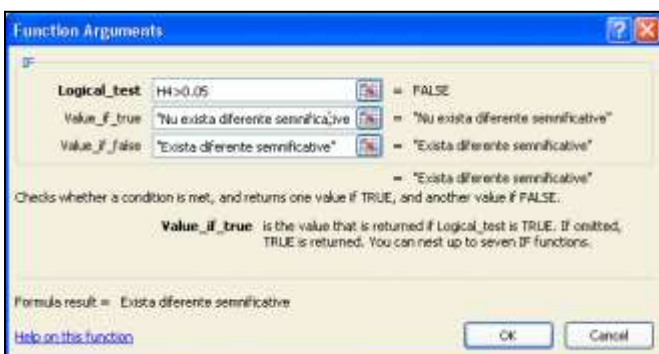 Function Arguments
IF
Logical_test H4>0.05 = FALSE
Value_if_true "Nu exista diferente semnificative = "Nu exista diferente semnificative"
Value_if_false "Exista diferente semnificative" = "Exista diferente semnificative"
= "Exista diferente semnificative"
Checks whether a condition is met, and returns one value if TRUE, and another value if FALSE.
Value_if_true is the value that is returned if Logical_test is TRUE. If omitted,
TRUE is returned. You can nest up to seven IF functions.
Formula result = Exista diferente semnificative
Help on this function OK Cancel